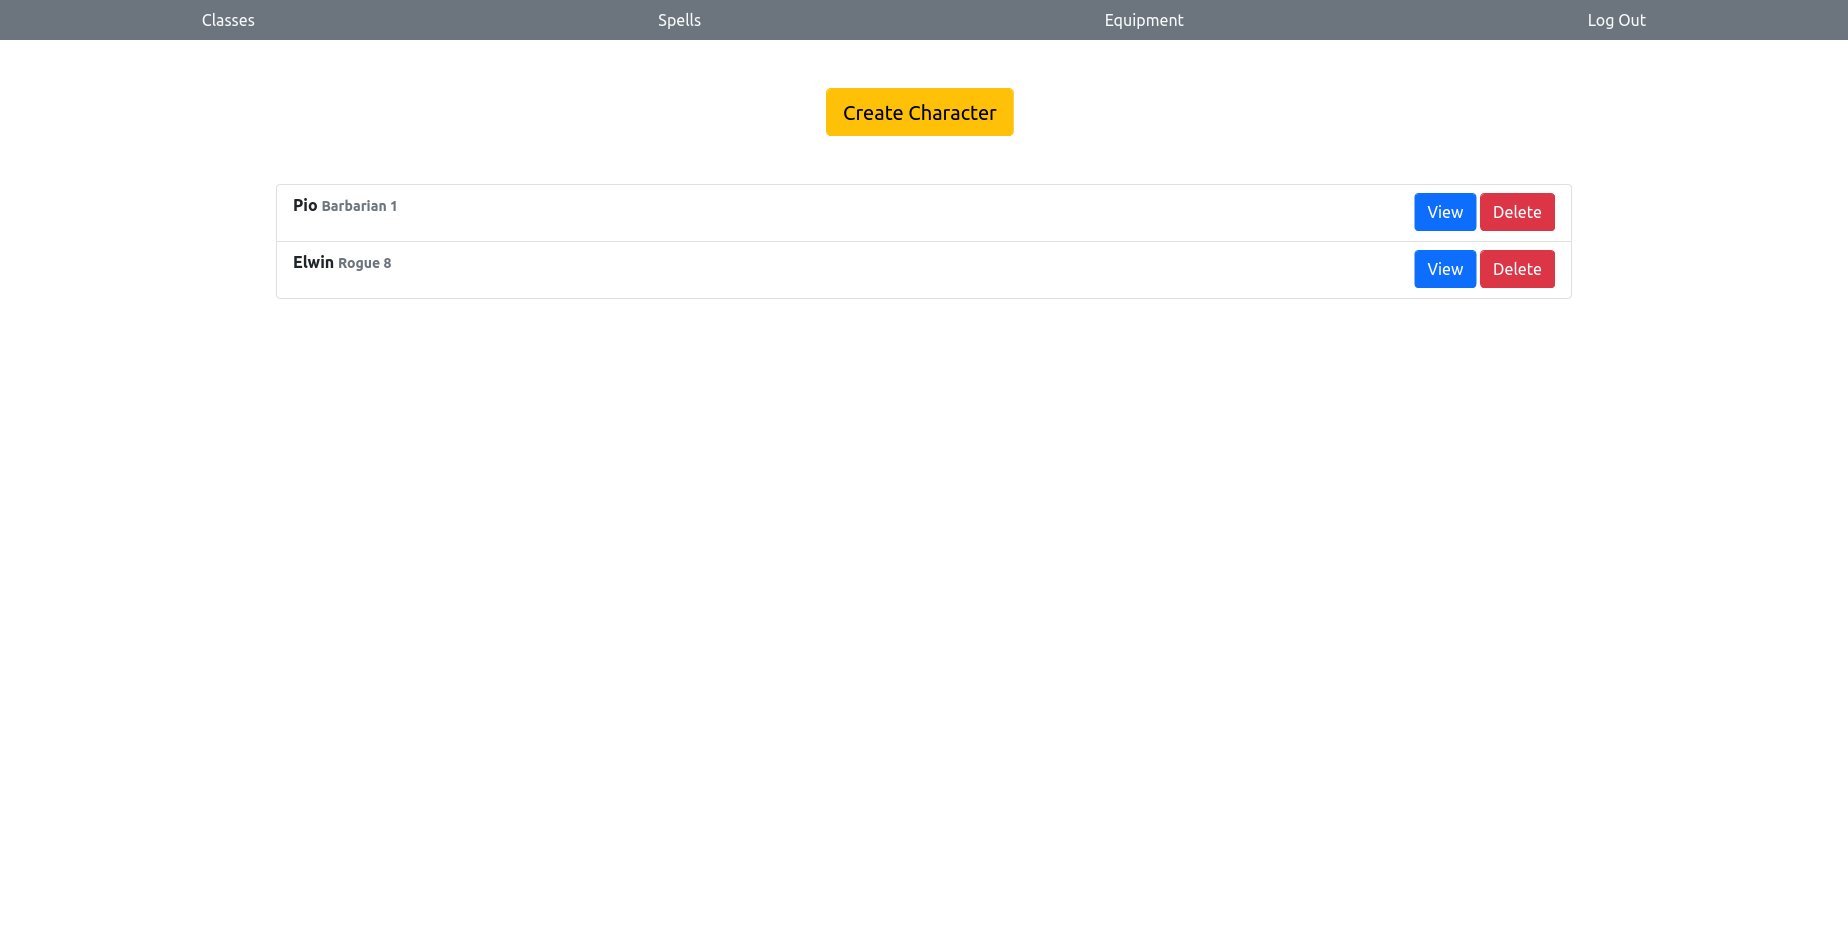 Classes Spells Equipment Log Out
Create Character
Pio Barbarian 1 View Delete
Elwin Rogue 8 View Delete